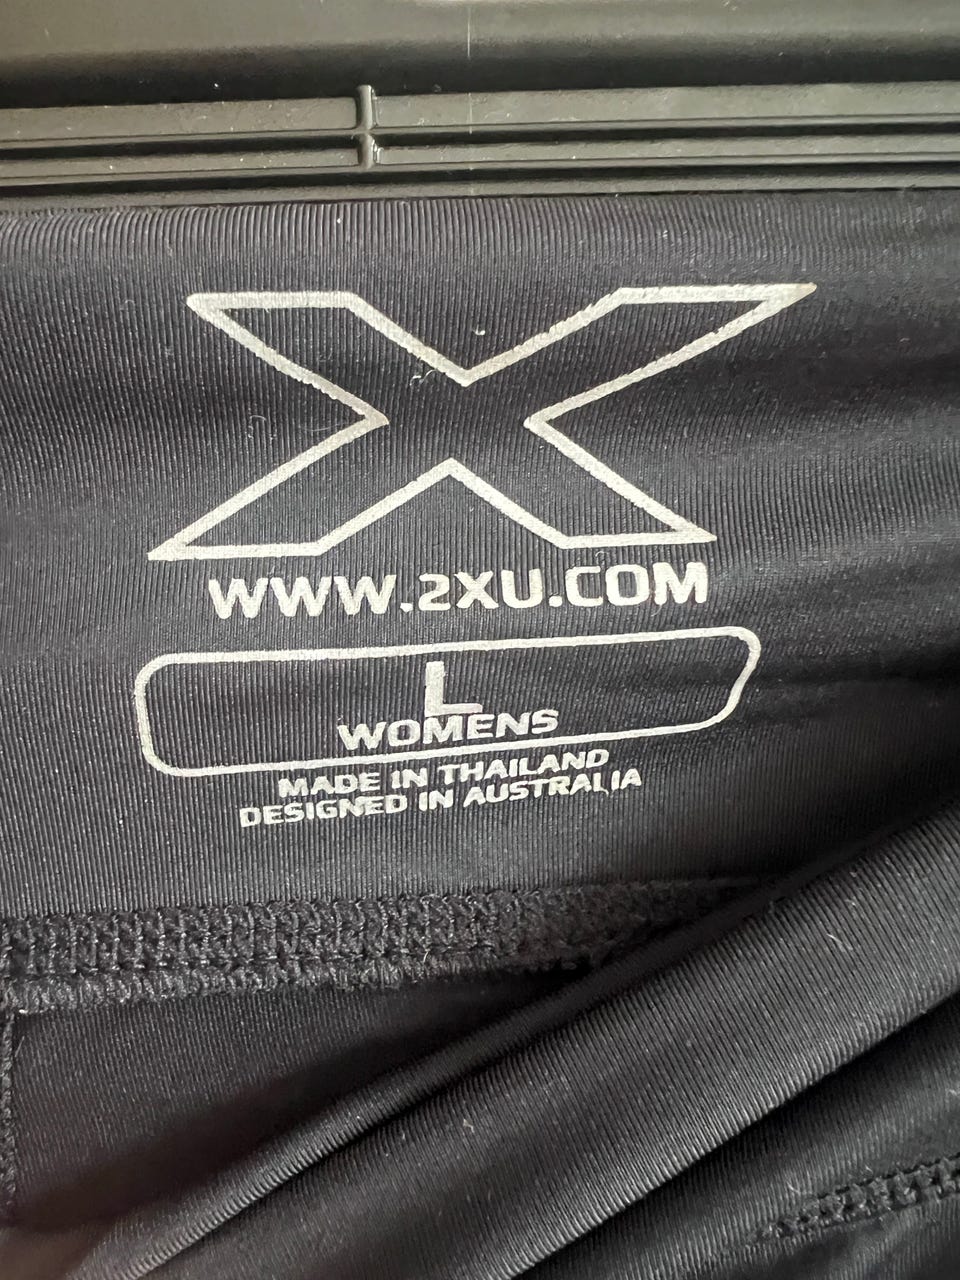 X
WWW.2XU.COM
L
WOMENS
MADE IN THAILAND
DESIGNED IN AUSTRALIA